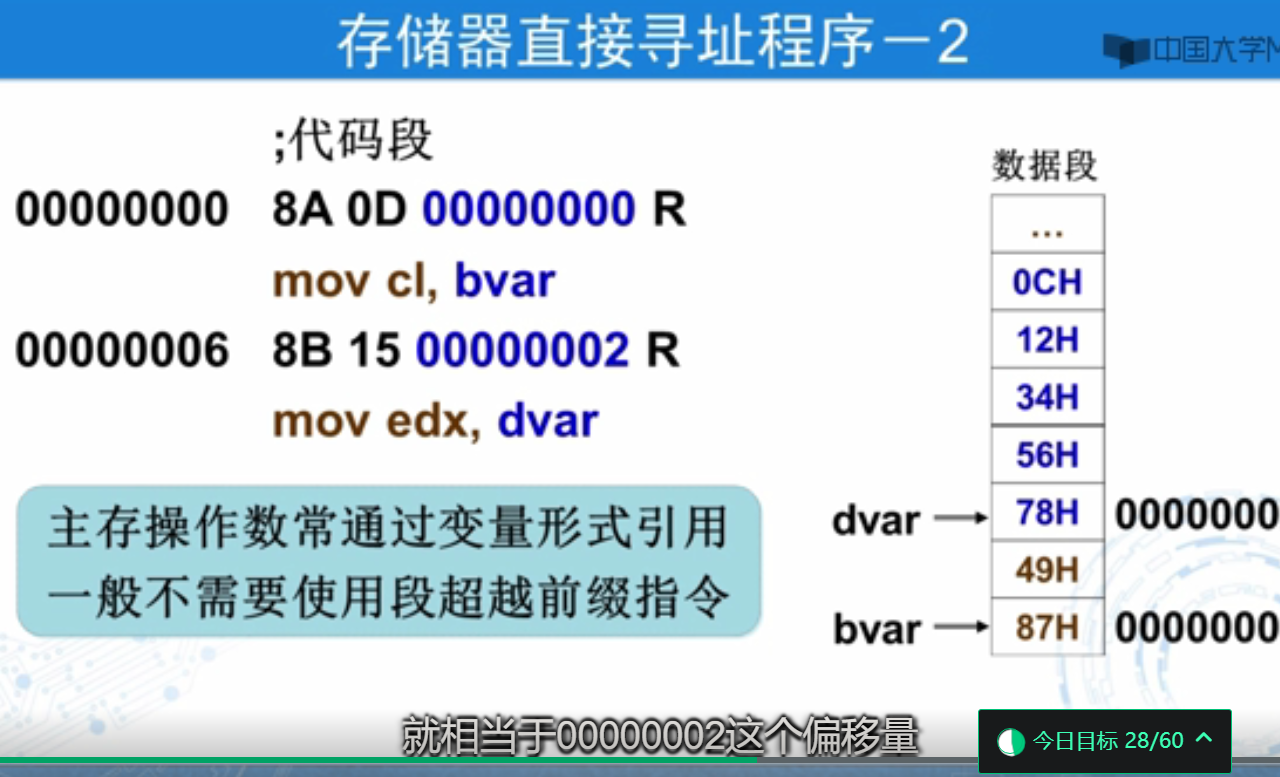 存储器直接寻址程序－2
中国大学M
;代码段
00000000 8A 0D 00000000 R
mov cl, bvar
00000006 8B 15 00000002 R
mov edx, dvar
主存操作数常通过变量形式引用
一般不需要使用段超越前缀指令
数据段
...
0CH
12H
34H
56H
dvar 78H 0000000
49H
bvar 87H 0000000
就相当于00000002这个偏移量
今日目标 28/60